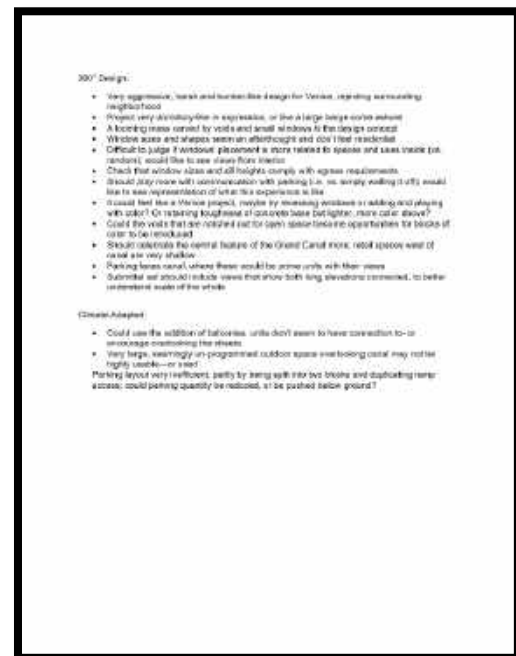 360° Design:
• Very aggressive, harsh and bunker-like design for Venice, rejecting surrounding
neighborhood
• Project very dormitory-like in expression, or like a large beige
• A looming mass carved by voids and small windows is the design concept
• Window sizes and shapes seem an afterthought and don't feel residential
• Difficult to judge if windows' placement is more related to spaces and uses inside (vs.
random); would like to see views from interior
• Check that window sizes and sill heights comply with egress requirements
• Should play more with communication with parking (i.e. vs. simply walling it off); would
like to see representation of what this experience is like
• It could feel like a Venice project, maybe by recessing windows or adding and playing
with color? Or retaining toughness of concrete base but lighter, more color above?
• Could the voids that are notched out for open space become opportunities for blocks of
color to be introduced
• Should celebrate the central feature of the Grand Canal more; retail spaces west of
canal are very shallow
• Parking faces canal, where these would be prime units with their views
• Submittal set should include views that show both long elevations connected, to better
understand scale of the whole
Climate Adapted
• Could use the addition of balconies, units don't seem to have connection to- or
encourage overlooking the streets
• Very large, seemingly un-programmed outdoor space overlooking canal may not be
highly usable—or used
Parking layout very inefficient, partly by being split into two blocks and duplicating ramp
access; could parking quantity be reduced, or be pushed below ground?